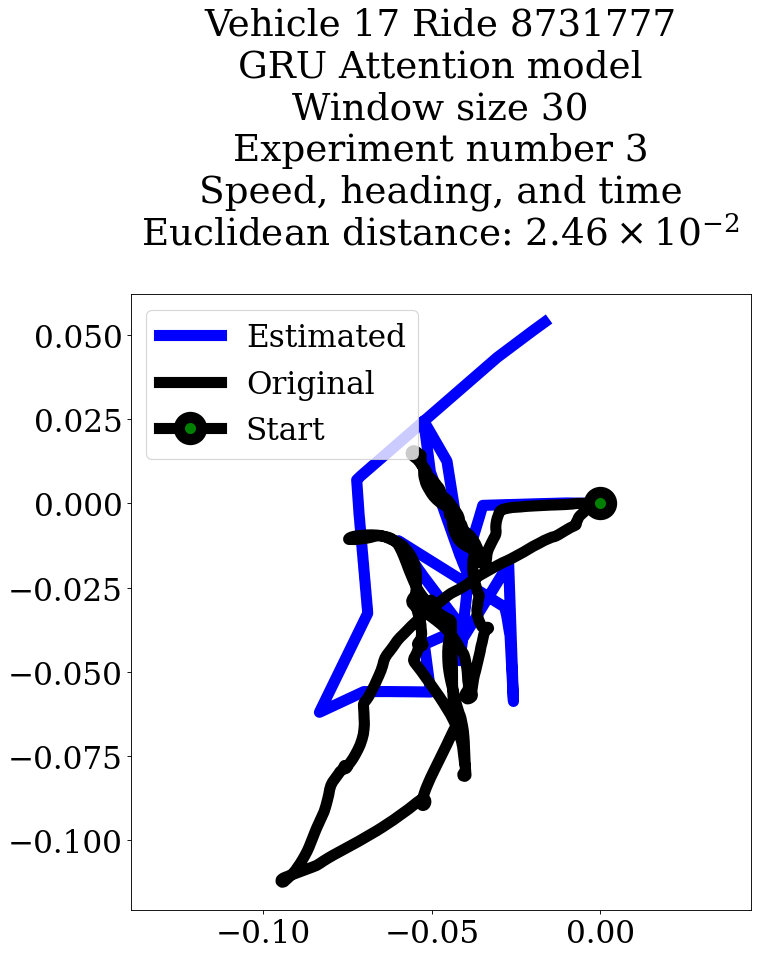 Vehicle 17 Ride 8731777
GRU Attention model
Window size 30
Experiment number 3
Speed, heading, and time
Euclidean distance: 2.46 × 10⁻²
Estimated
Original
Start
0.050
0.025
0.000
−0.025
−0.050
−0.075
−0.100
−0.10 −0.05 0.00